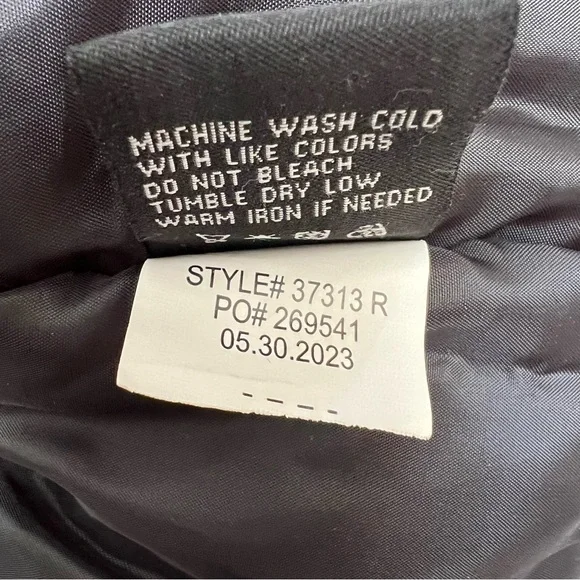 MACHINE WASH COLD
WITH LIKE COLORS
DO NOT BLEACH
TUMBLE DRY LOW
WARM IRON IF NEEDED
STYLE# 37313 R
PO# 269541
05.30.2023
- - - -